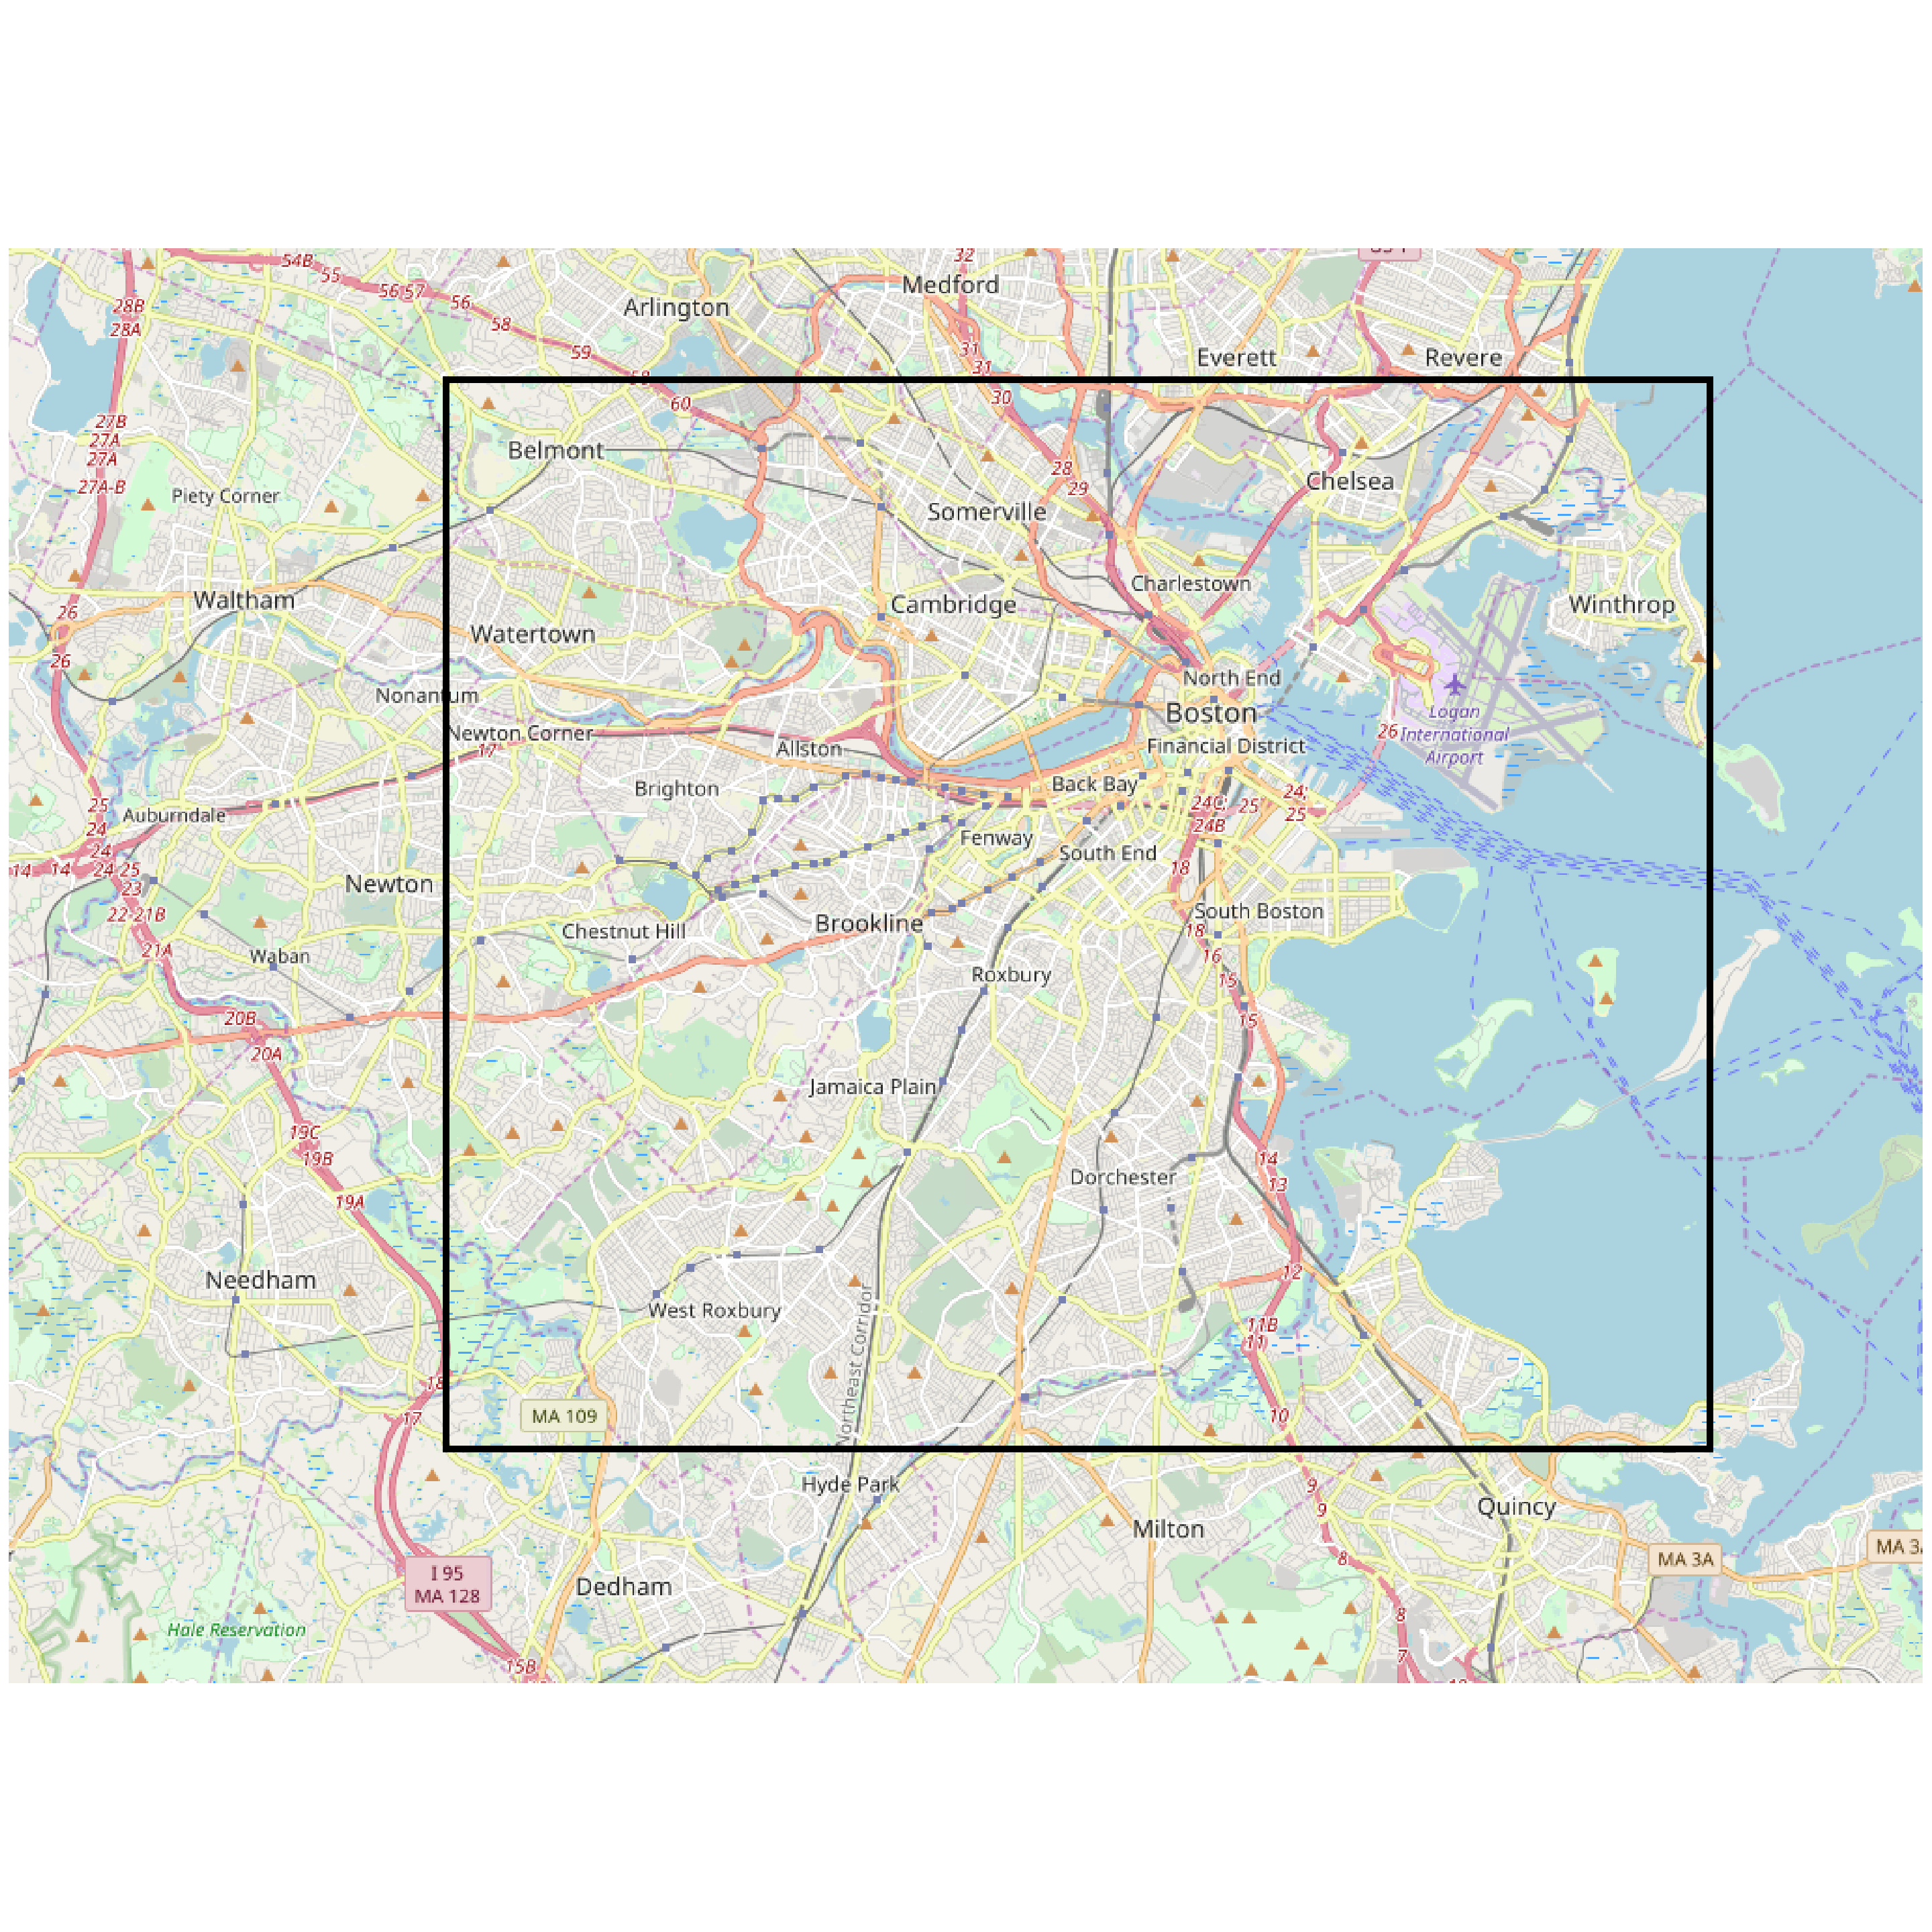 32
54B
55
Medford
56 57
56
28B
28A
Arlington
58
59
31
31
Everett
Revere
60
30
27B
27A
27A
27A-B
Belmont
28
29
Piety Corner
Chelsea
Somerville
Charlestown
Waltham
26
Cambridge
Winthrop
Watertown
26
North End
Nonantum
Boston
Logan
International
Airport
26
Newton Corner
17
Allston
Financial District
Brighton
Back Bay
24;
25
24C;
24B
25
25
24
Auburndale
Fenway
24
South End
14
14
24-25
23
18
Newton
22-21B
South Boston
Brookline
18
Chestnut Hill
21A
Waban
16
Roxbury
15
20B
15
20A
Jamaica Plain
19C
19B
14
13
Dorchester
19A
12
Needham
West Roxbury
11B
11
Northeast Corridor
18
17
MA 109
10
Hyde Park
9
9
Quincy
Milton
MA 3A
8
I 95
MA 128
Dedham
8
Hale Reservation
7
15B